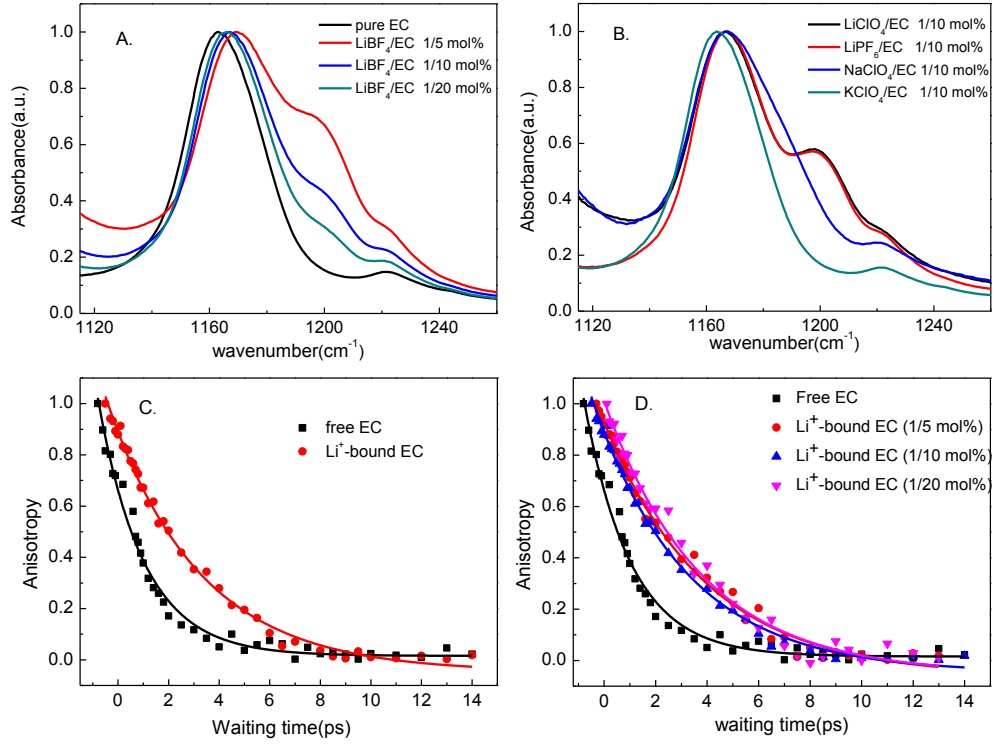 A.
pure EC
LiBF4/EC 1/5 mol%
LiBF4/EC 1/10 mol%
LiBF4/EC 1/20 mol%
Absorbance(a.u.)
1.0
0.8
0.6
0.4
0.2
0.0
1120 1160 1200 1240
wavenumber(cm-1)
B.
LiClO4/EC 1/10 mol%
LiPF6/EC 1/10 mol%
NaClO4/EC 1/10 mol%
KClO4/EC 1/10 mol%
Absorbance(a.u.)
1.0
0.8
0.6
0.4
0.2
0.0
1120 1160 1200 1240
wavenumber(cm-1)
C.
free EC
Li+-bound EC
Anisotropy
1.0
0.8
0.6
0.4
0.2
0.0
0 2 4 6 8 10 12 14
Waiting time(ps)
D.
Free EC
Li+-bound EC (1/5 mol%)
Li+-bound EC (1/10 mol%)
Li+-bound EC (1/20 mol%)
Anisotropy
1.0
0.8
0.6
0.4
0.2
0.0
0 2 4 6 8 10 12 14
waiting time(ps)